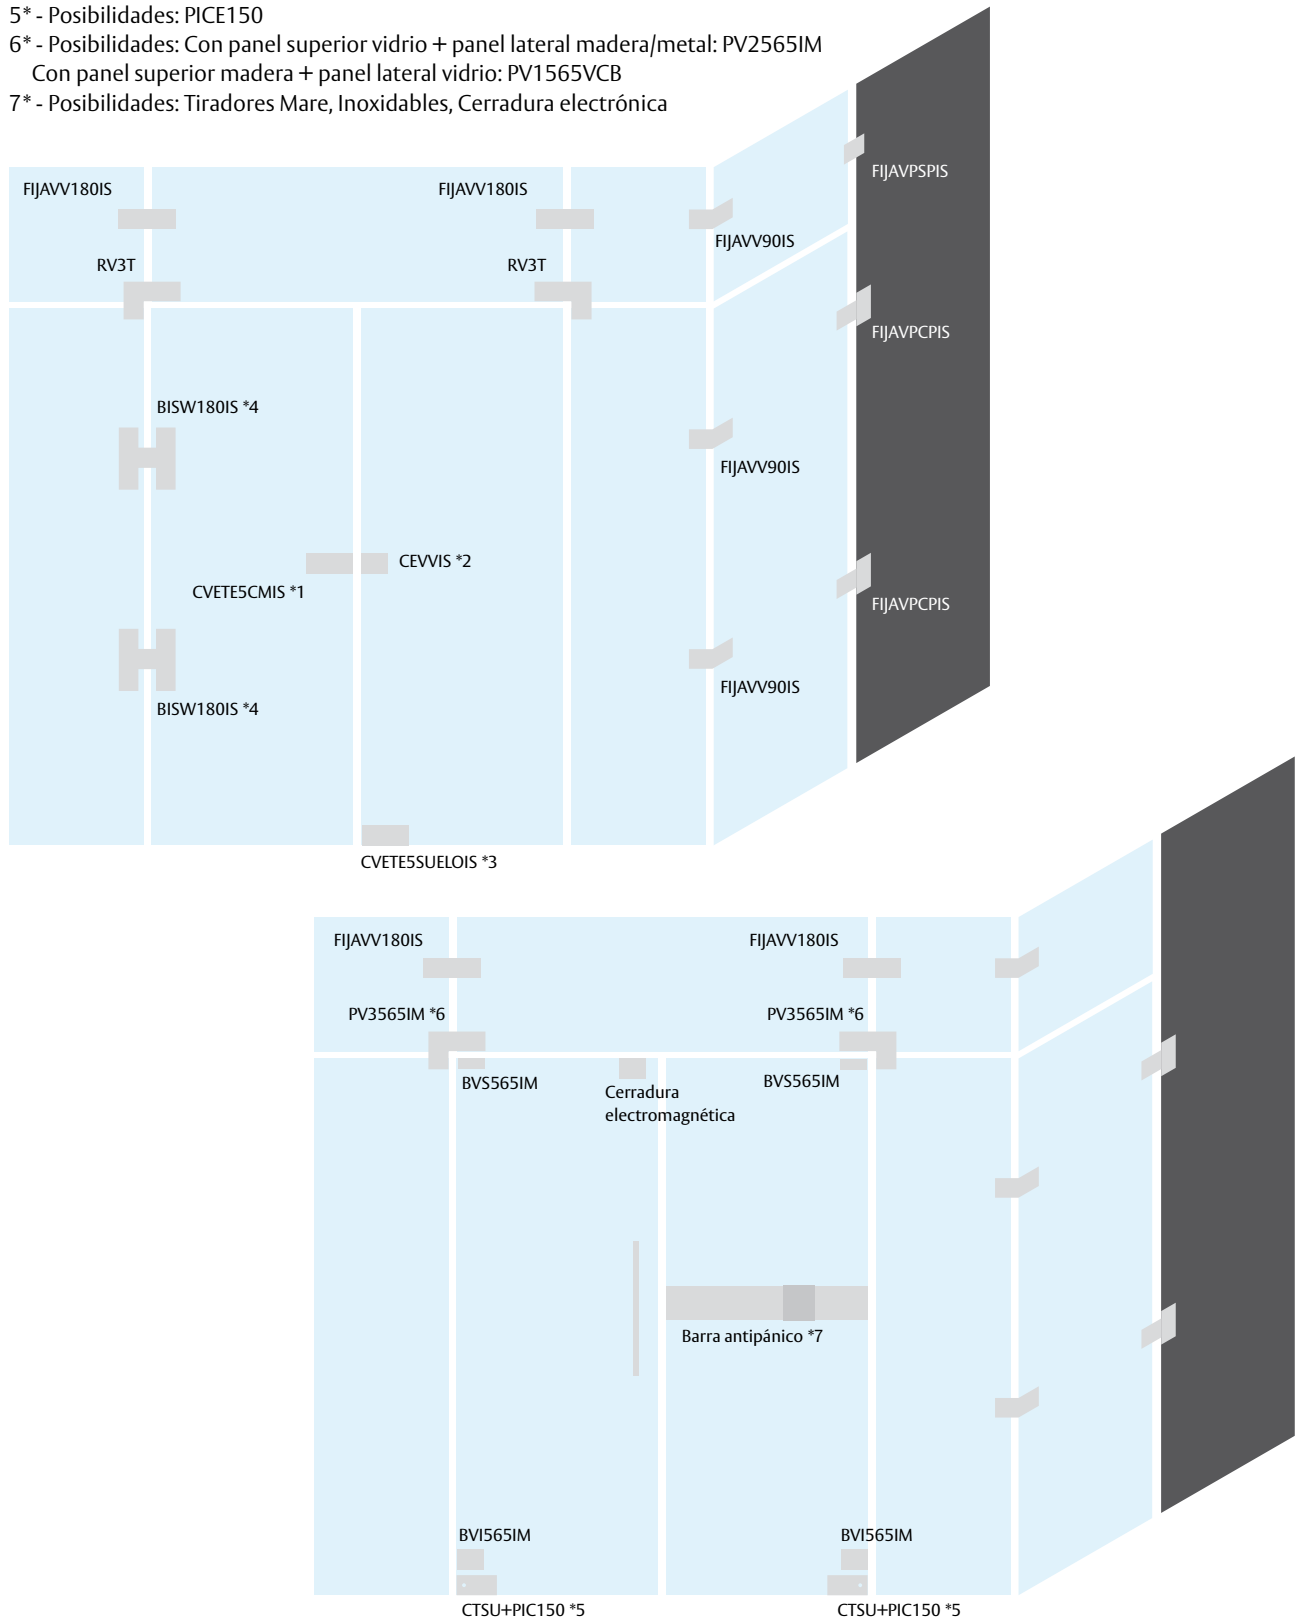 5* - Posibilidades: PICE150
6* - Posibilidades: Con panel superior vidrio + panel lateral madera/metal: PV2565IM
Con panel superior madera + panel lateral vidrio: PV1565VCB
7* - Posibilidades: Tiradores Mare, Inoxidables, Cerradura electrónica
FIJAVPSPIS
FIJAVV180IS
FIJAVV180IS
FIJAVV90IS
RV3T
RV3T
FIJAVPCPIS
BISW180IS *4
FIJAVV90IS
CEVVIS *2
CVETE5CMIS *1
FIJAVPCPIS
FIJAVV90IS
BISW180IS *4
CVETE5SUELOIS *3
FIJAVV180IS
FIJAVV180IS
PV3565IM *6
PV3565IM *6
BVS565IM
BVS565IM
Cerradura
electromagnética
Barra antipánico *7
BVI565IM
BVI565IM
CTSU+PIC150 *5
CTSU+PIC150 *5